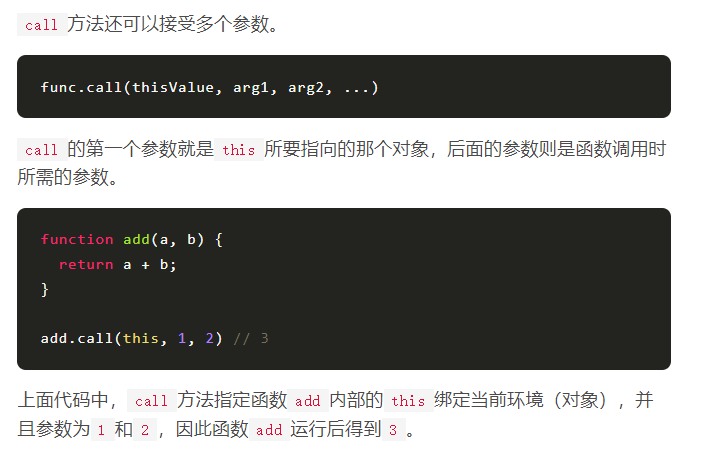 call 方法还可以接受多个参数。
func.call(thisValue, arg1, arg2, ...)
call 的第一个参数就是 this 所要指向的那个对象，后面的参数则是函数调用时
所需的参数。
function add(a, b) {
  return a + b;
}
add.call(this, 1, 2) // 3
上面代码中， call 方法指定函数 add 内部的 this 绑定当前环境（对象），并
且参数为 1 和 2 ，因此函数 add 运行后得到 3 。